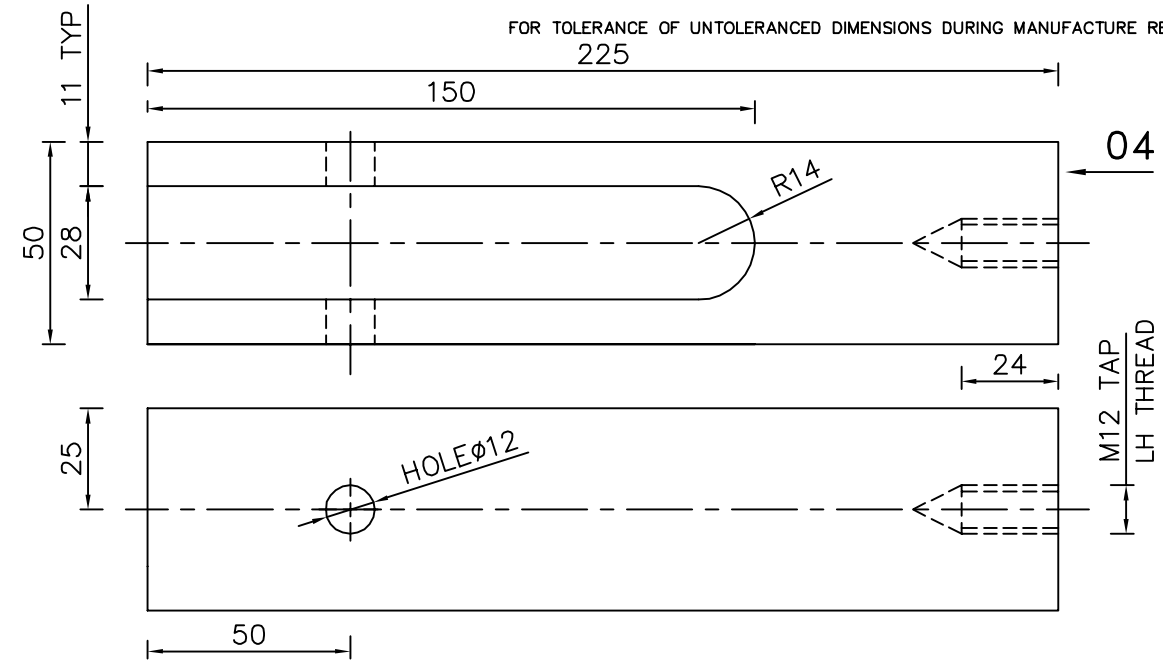 FOR TOLERANCE OF UNTOLERANCED DIMENSIONS DURING MANUFACTURE RE
225
11 TYP
150
04
R14
50
28
24
M12 TAP
LH THREAD
25
HOLEø12
50